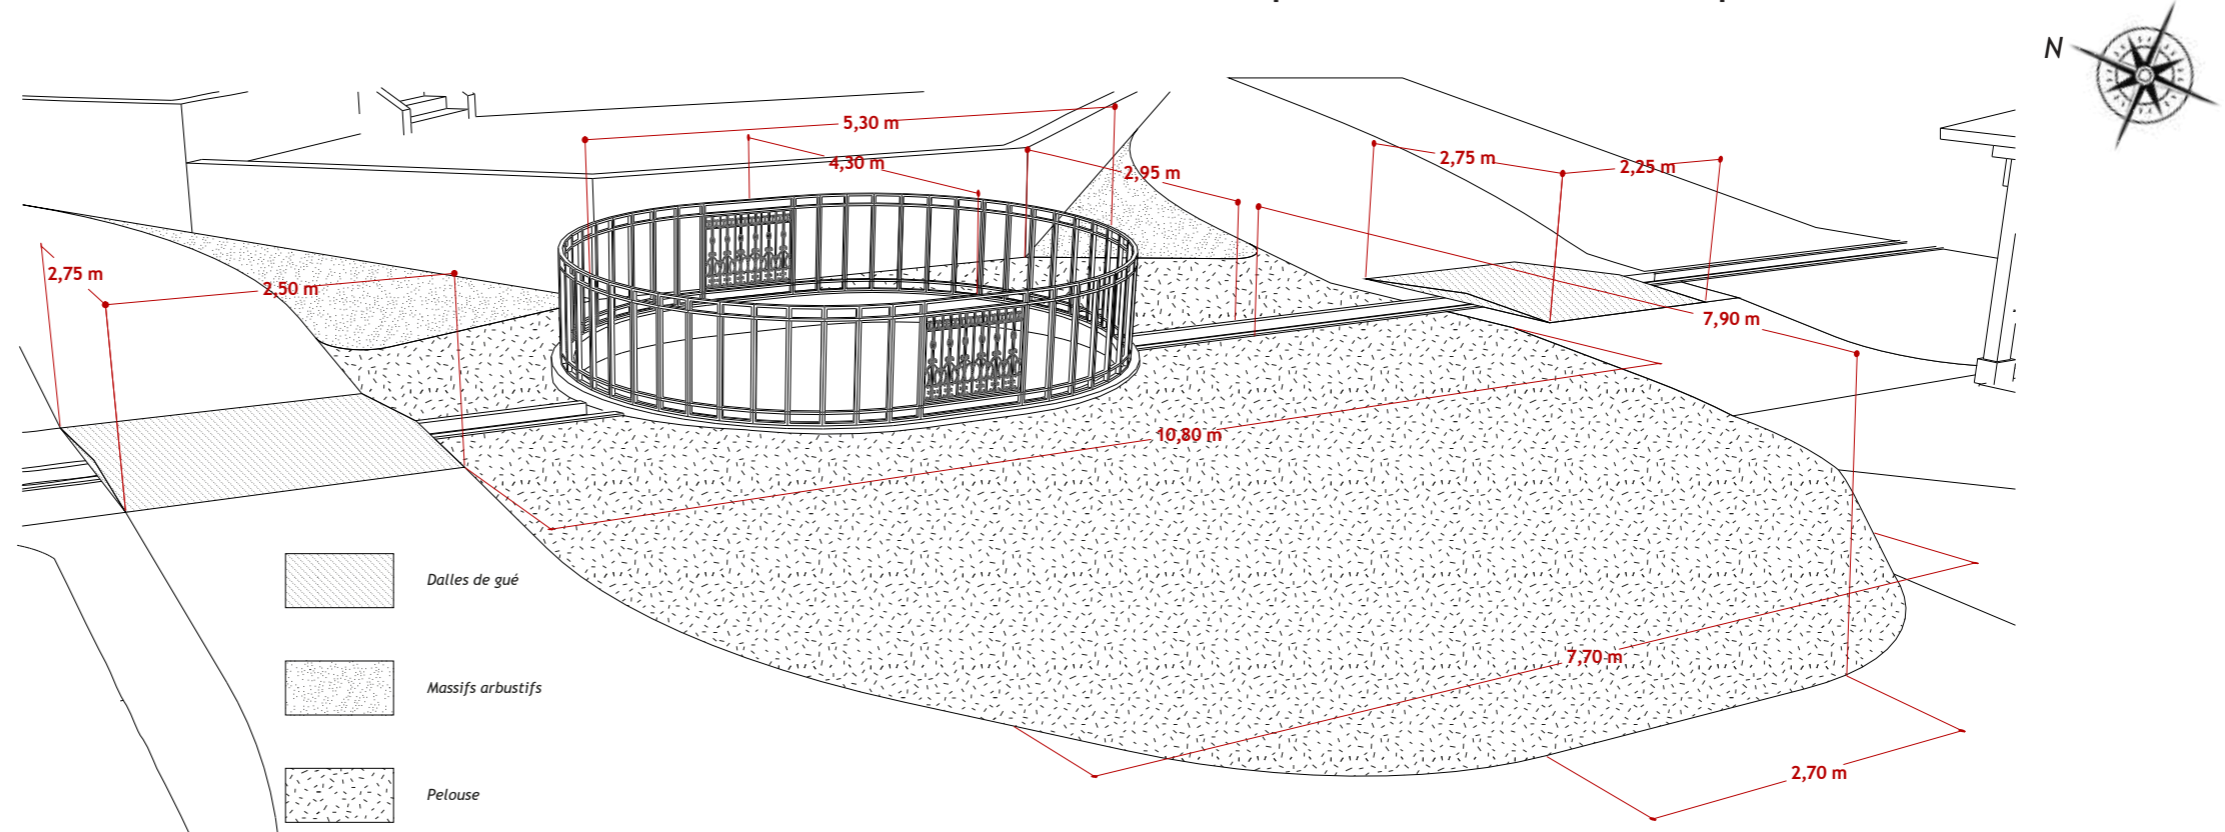 N
5,30 m
4,30 m
2,95 m
2,75 m
2,25 m
2,75 m
2,50 m
7,90 m
10,80 m
7,70 m
2,70 m
Dalles de gué
Massifs arbustifs
Pelouse